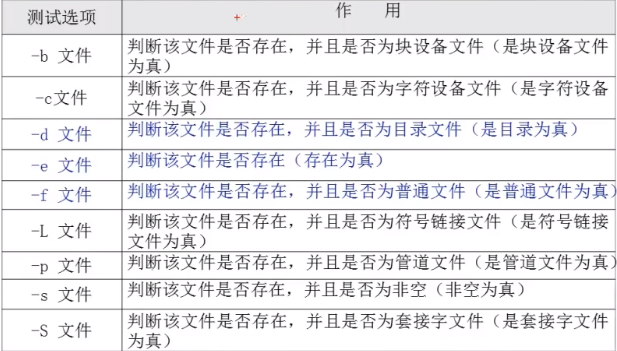 测试选项 作 用
-b 文件 判断该文件是否存在，并且是否为块设备文件（是块设备文件
为真）
-c文件 判断该文件是否存在，并且是否为字符设备文件（是字符设备
文件为真）
-d 文件 判断该文件是否存在，并且是否为目录文件（是目录为真）
-e 文件 判断该文件是否存在（存在为真）
-f 文件 判断该文件是否存在，并且是否为普通文件（是普通文件为真）
-L 文件 判断该文件是否存在，并且是否为符号链接文件（是符号链接
文件为真）
-p 文件 判断该文件是否存在，并且是否为管道文件（是管道文件为真）
-s 文件 判断该文件是否存在，并且是否为非空（非空为真）
-S 文件 判断该文件是否存在，并且是否为套接字文件（是套接字文件
为真）